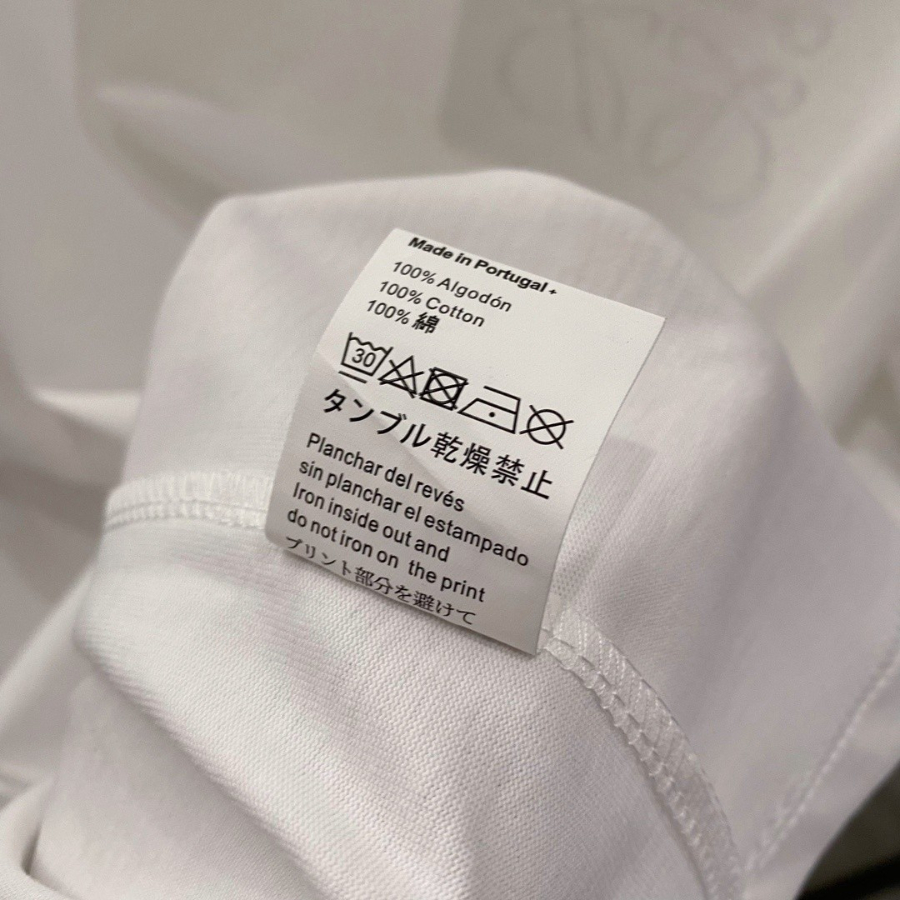 Made in Portugal +
100% Algodón
100% Cotton
100% 綿
30
タンブル乾燥禁止
Planchar del revés
sin planchar el estampado
Iron inside out and
do not iron on the print
プリント部分を避けて